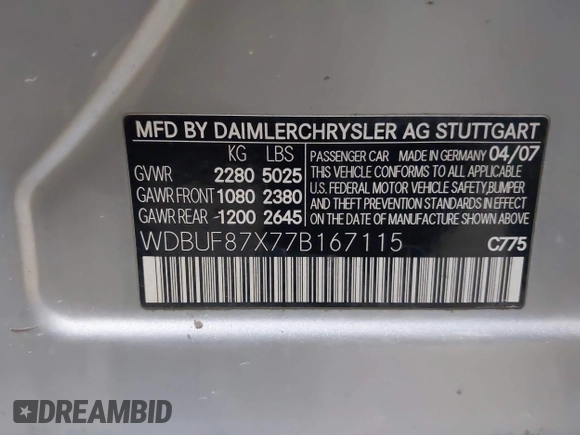 MFD BY DAIMLERCHRYSLER AG STUTTGART
KG LBS
GVWR 2280 5025
GAWR FRONT 1080 2380
GAWR REAR -1200 2645
PASSENGER CAR MADE IN GERMANY 04/07
THIS VEHICLE CONFORMS TO ALL APPLICABLE
U.S. FEDERAL MOTOR VEHICLE SAFETY,BUMPER
AND THEFT PREVENTION STANDARDS IN EFFECT
ON THE DATE OF MANUFACTURE SHOWN ABOVE.
WDBUF87X77B167115 C775
DREAMBID